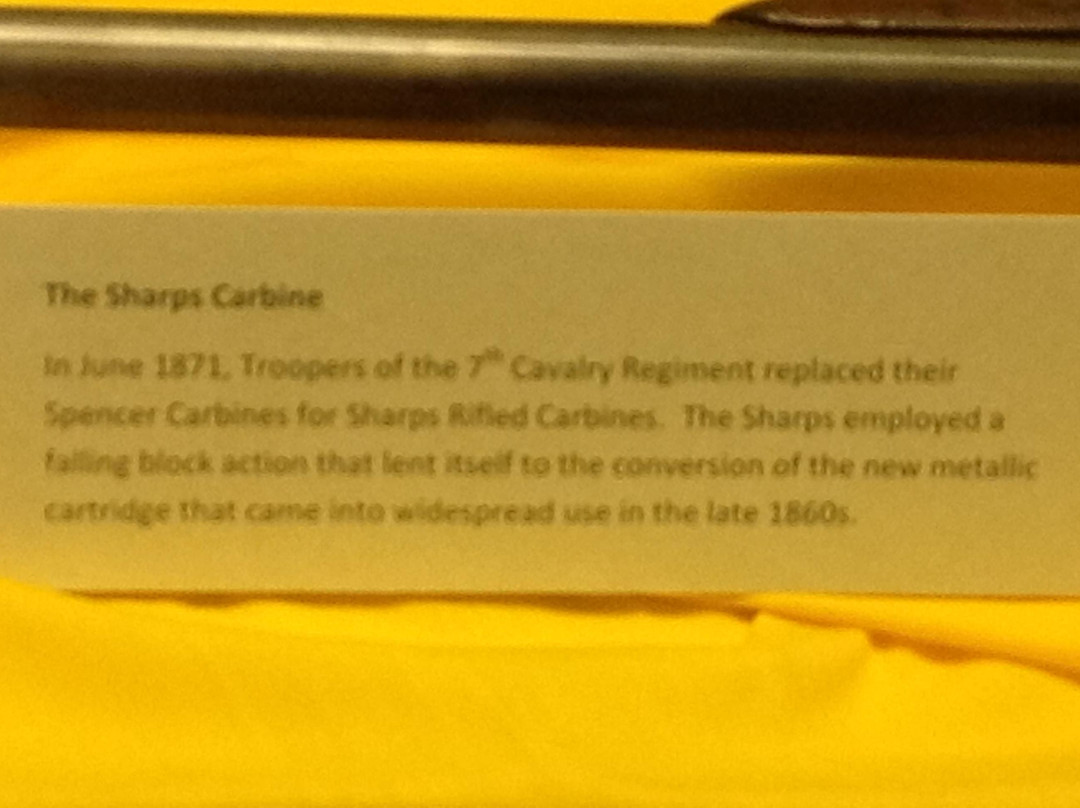 The Sharps Carbine
In June 1871, Troopers of the 7th Cavalry Regiment replaced their
Spencer Carbines for Sharps Rifled Carbines. The Sharps employed a
falling block action that lent itself to the conversion of the new metallic
cartridge that came into widespread use in the late 1860s.